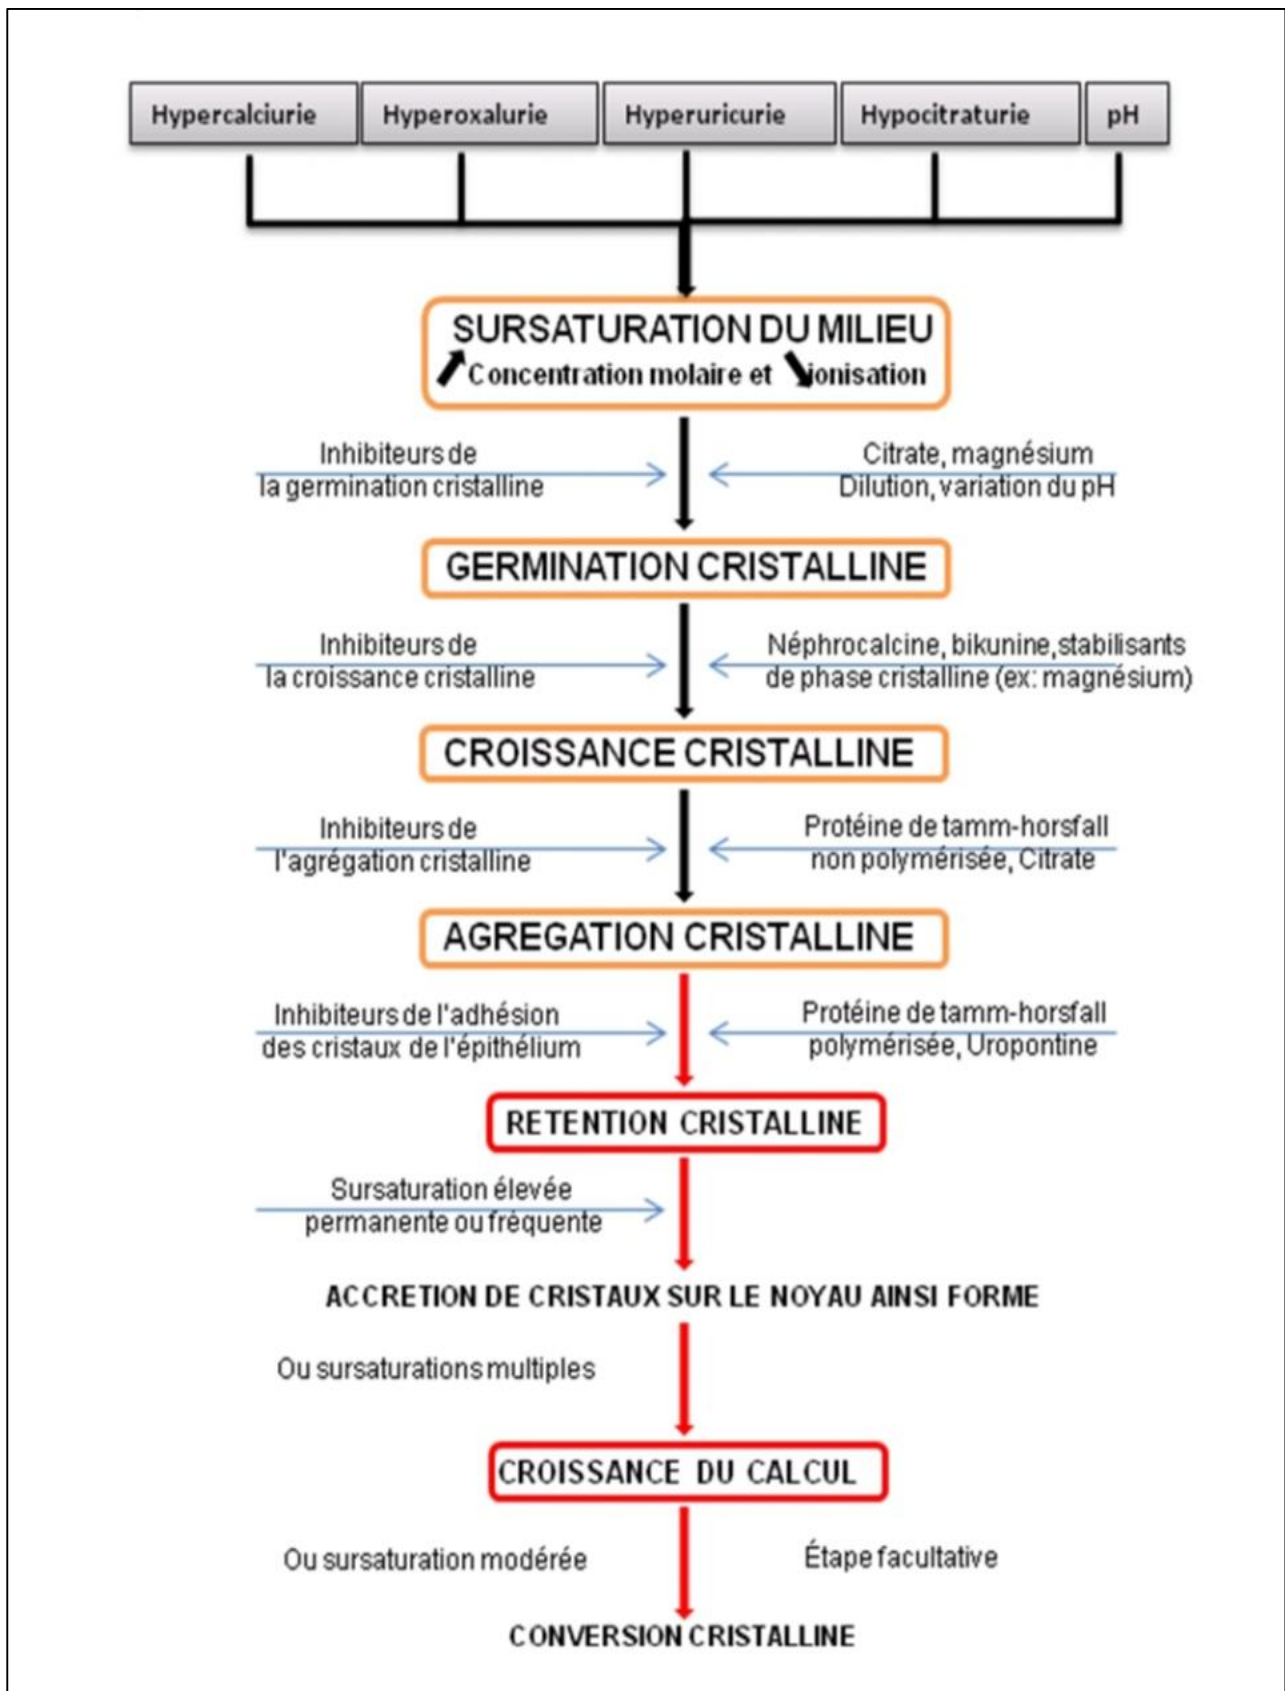 Hypercalciurie Hyperoxalurie Hyperuricurie Hypocitraturie pH
SURSATURATION DU MILIEU
Concentration molaire et ionisation
Inhibiteurs de
la germination cristalline
Citrate, magnésium
Dilution, variation du pH
GERMINATION CRISTALLINE
Inhibiteurs de
la croissance cristalline
Néphrocalcine, bikunine,stabilisants
de phase cristalline (ex: magnésium)
CROISSANCE CRISTALLINE
Inhibiteurs de
l'agrégation cristalline
Protéine de tamm-horsfall
non polymérisée, Citrate
AGREGATION CRISTALLINE
Inhibiteurs de l'adhésion
des cristaux de l'épithélium
Protéine de tamm-horsfall
polymérisée, Uropontine
RETENTION CRISTALLINE
Sursaturation élevée
permanente ou fréquente
ACCRETION DE CRISTAUX SUR LE NOYAU AINSI FORME
Ou sursaturations multiples
CROISSANCE DU CALCUL
Ou sursaturation modérée
Étape facultative
CONVERSION CRISTALLINE